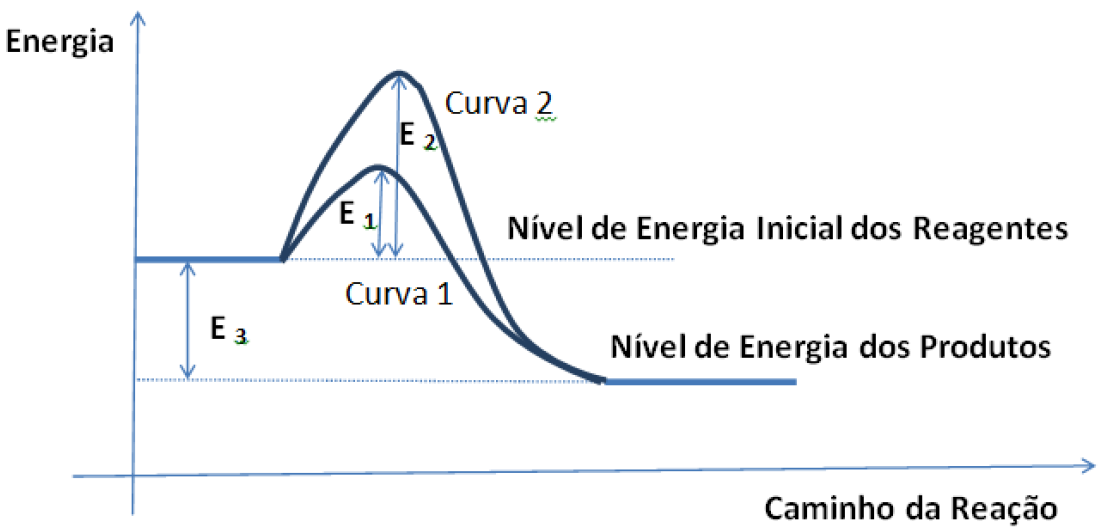 Energia
Curva 2
E 2
E 1
Nível de Energia Inicial dos Reagentes
Curva 1
E 3
Nível de Energia dos Produtos
Caminho da Reação